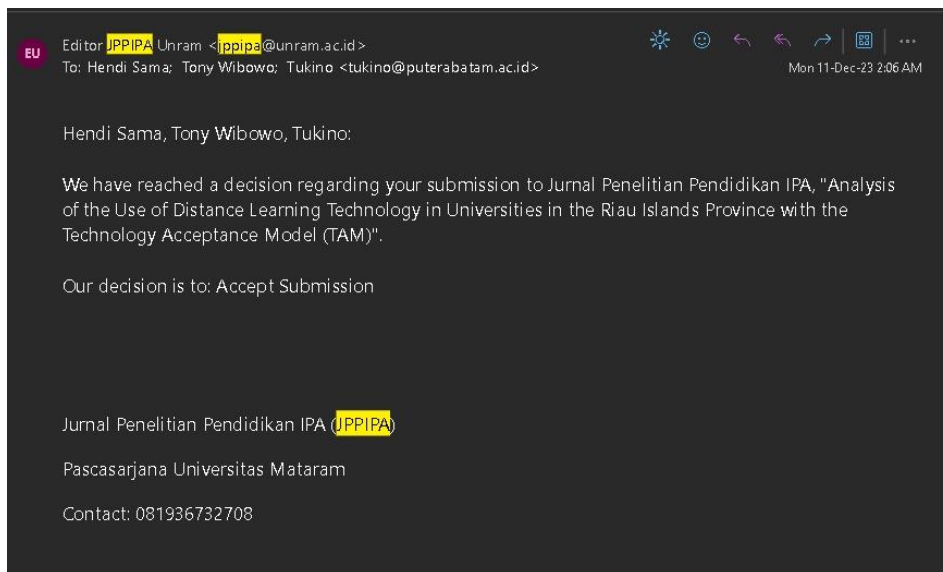 EU
Editor JPPIPA Unram <jppipa@unram.ac.id>
To: Hendi Sama; Tony Wibowo; Tukino <tukino@puterabatam.ac.id>
Mon 11-Dec-23 2:06 AM
Hendi Sama, Tony Wibowo, Tukino:
We have reached a decision regarding your submission to Jurnal Penelitian Pendidikan IPA, "Analysis
of the Use of Distance Learning Technology in Universities in the Riau Islands Province with the
Technology Acceptance Model (TAM)".
Our decision is to: Accept Submission
Jurnal Penelitian Pendidikan IPA (JPPIPA)
Pascasarjana Universitas Mataram
Contact: 081936732708